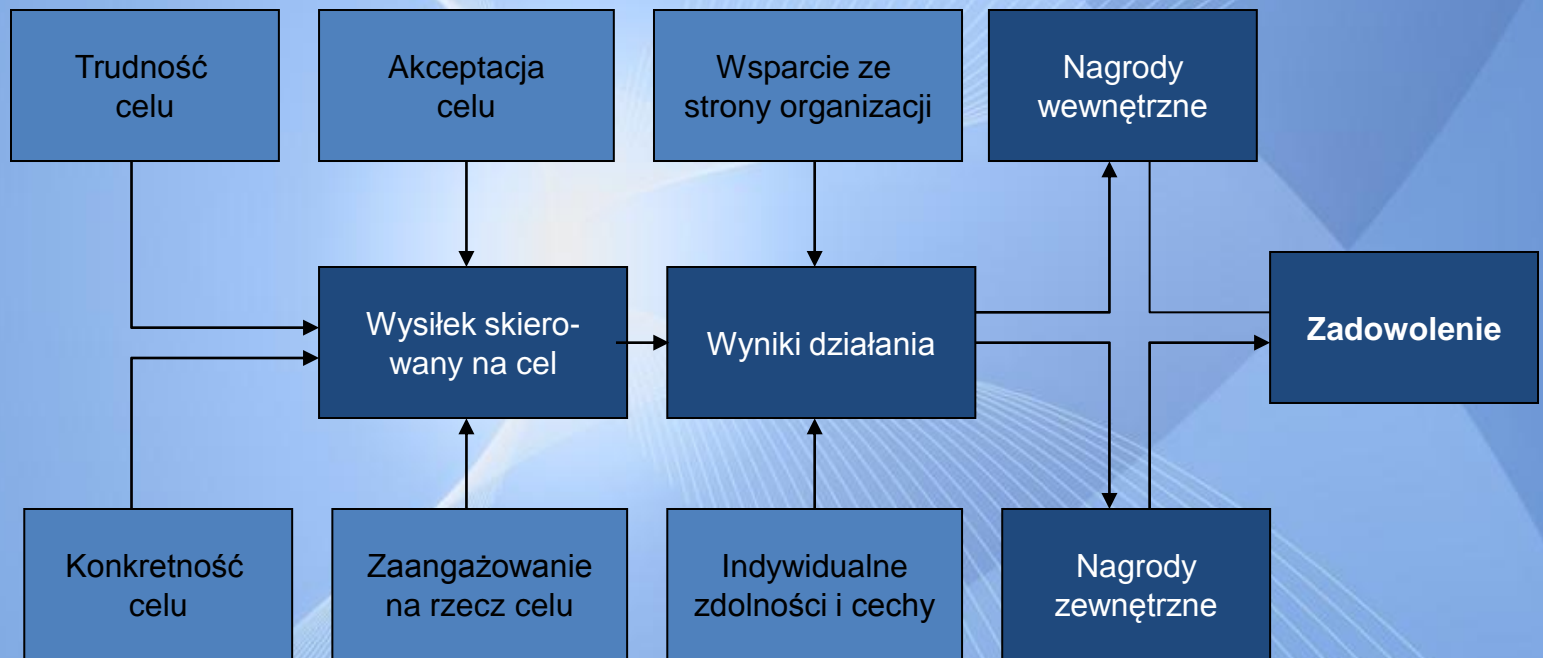 Trudność
celu
Akceptacja
celu
Wsparcie ze
strony organizacji
Nagrody
wewnętrzne
Wysiłek skiero-
wany na cel
Wyniki działania
Zadowolenie
Konkretność
celu
Zaangażowanie
na rzecz celu
Indywidualne
zdolności i cechy
Nagrody
zewnętrzne